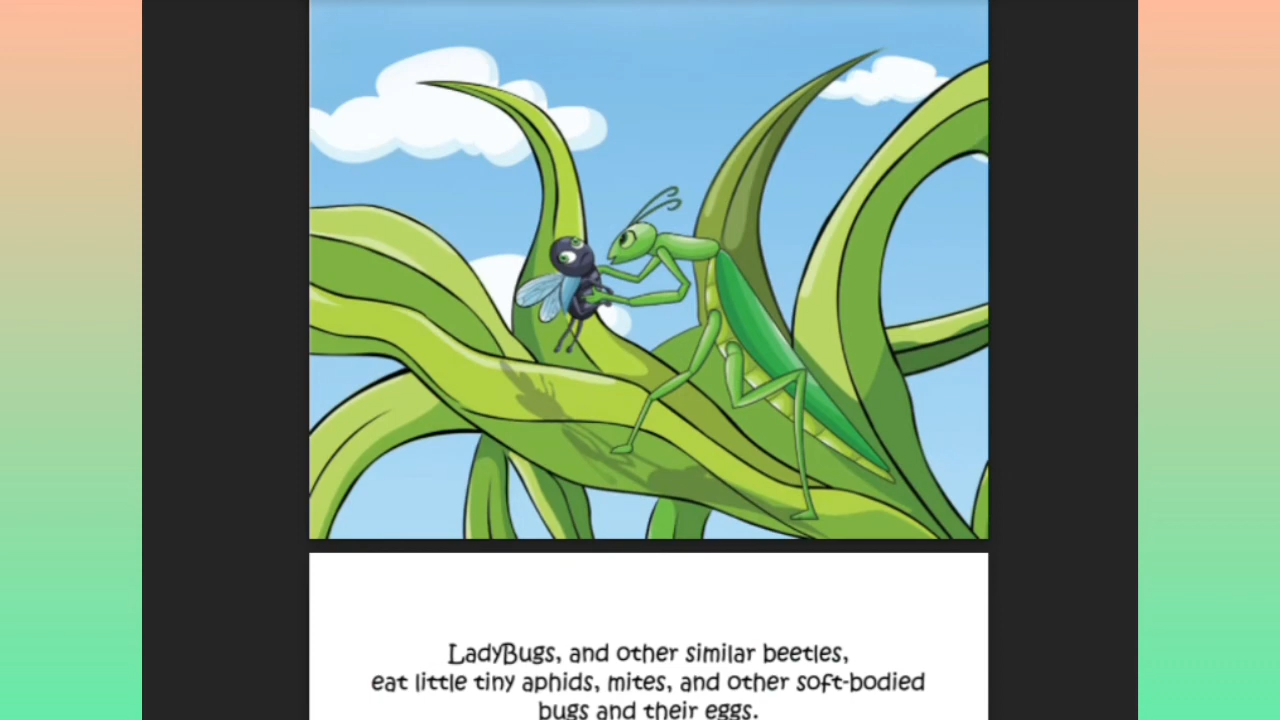 LadyBugs, and other similar beetles,
eat little tiny aphids, mites, and other soft-bodied
bugs and their eggs.